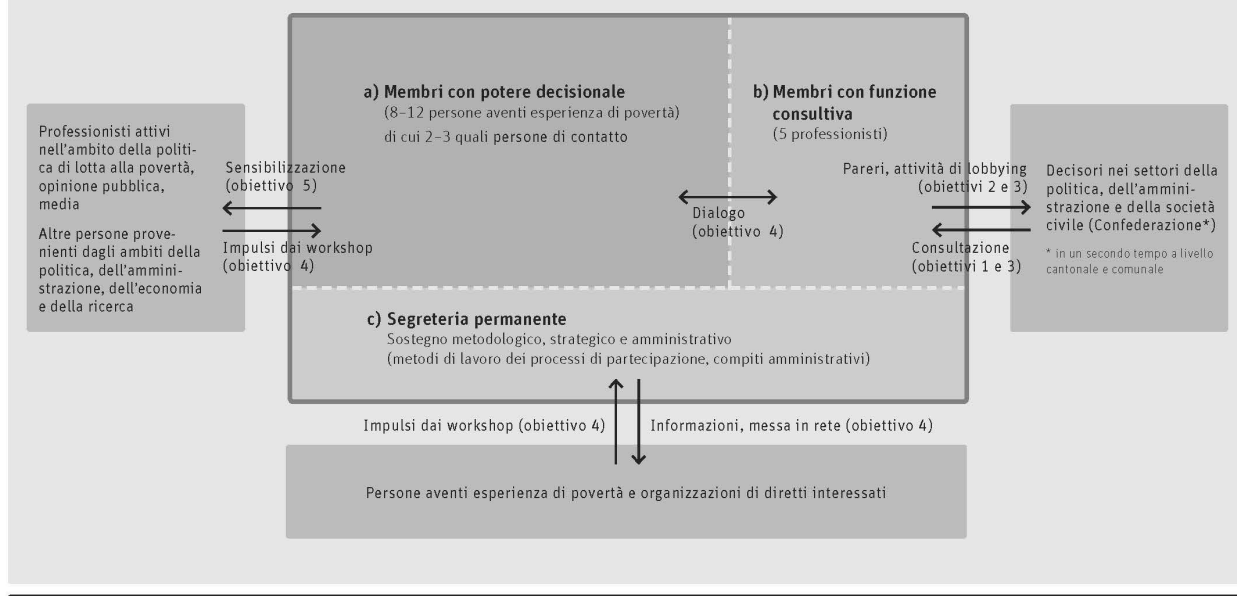 a) Membri con potere decisionale
(8–12 persone aventi esperienza di povertà)
di cui 2–3 quali persone di contatto
b) Membri con funzione
consultiva
(5 professionisti)
Professionisti attivi
nell'ambito della politi-
ca di lotta alla povertà,
opinione pubblica,
media
Altre persone prove-
nienti dagli ambiti della
politica, dell'ammini-
strazione, dell'economia
e della ricerca
Sensibilizzazione
(obiettivo 5)
Impulsi dai workshop
(obiettivo 4)
Dialogo
(obiettivo 4)
Pareri, attività di lobbying
(obiettivi 2 e 3)
Consultazione
(obiettivi 1 e 3)
Decisori nei settori della
politica, dell'ammini-
strazione e della società
civile (Confederazione*)
* in un secondo tempo a livello
cantonale e comunale
c) Segreteria permanente
Sostegno metodologico, strategico e amministrativo
(metodi di lavoro dei processi di partecipazione, compiti amministrativi)
Impulsi dai workshop (obiettivo 4)
Informazioni, messa in rete (obiettivo 4)
Persone aventi esperienza di povertà e organizzazioni di diretti interessati